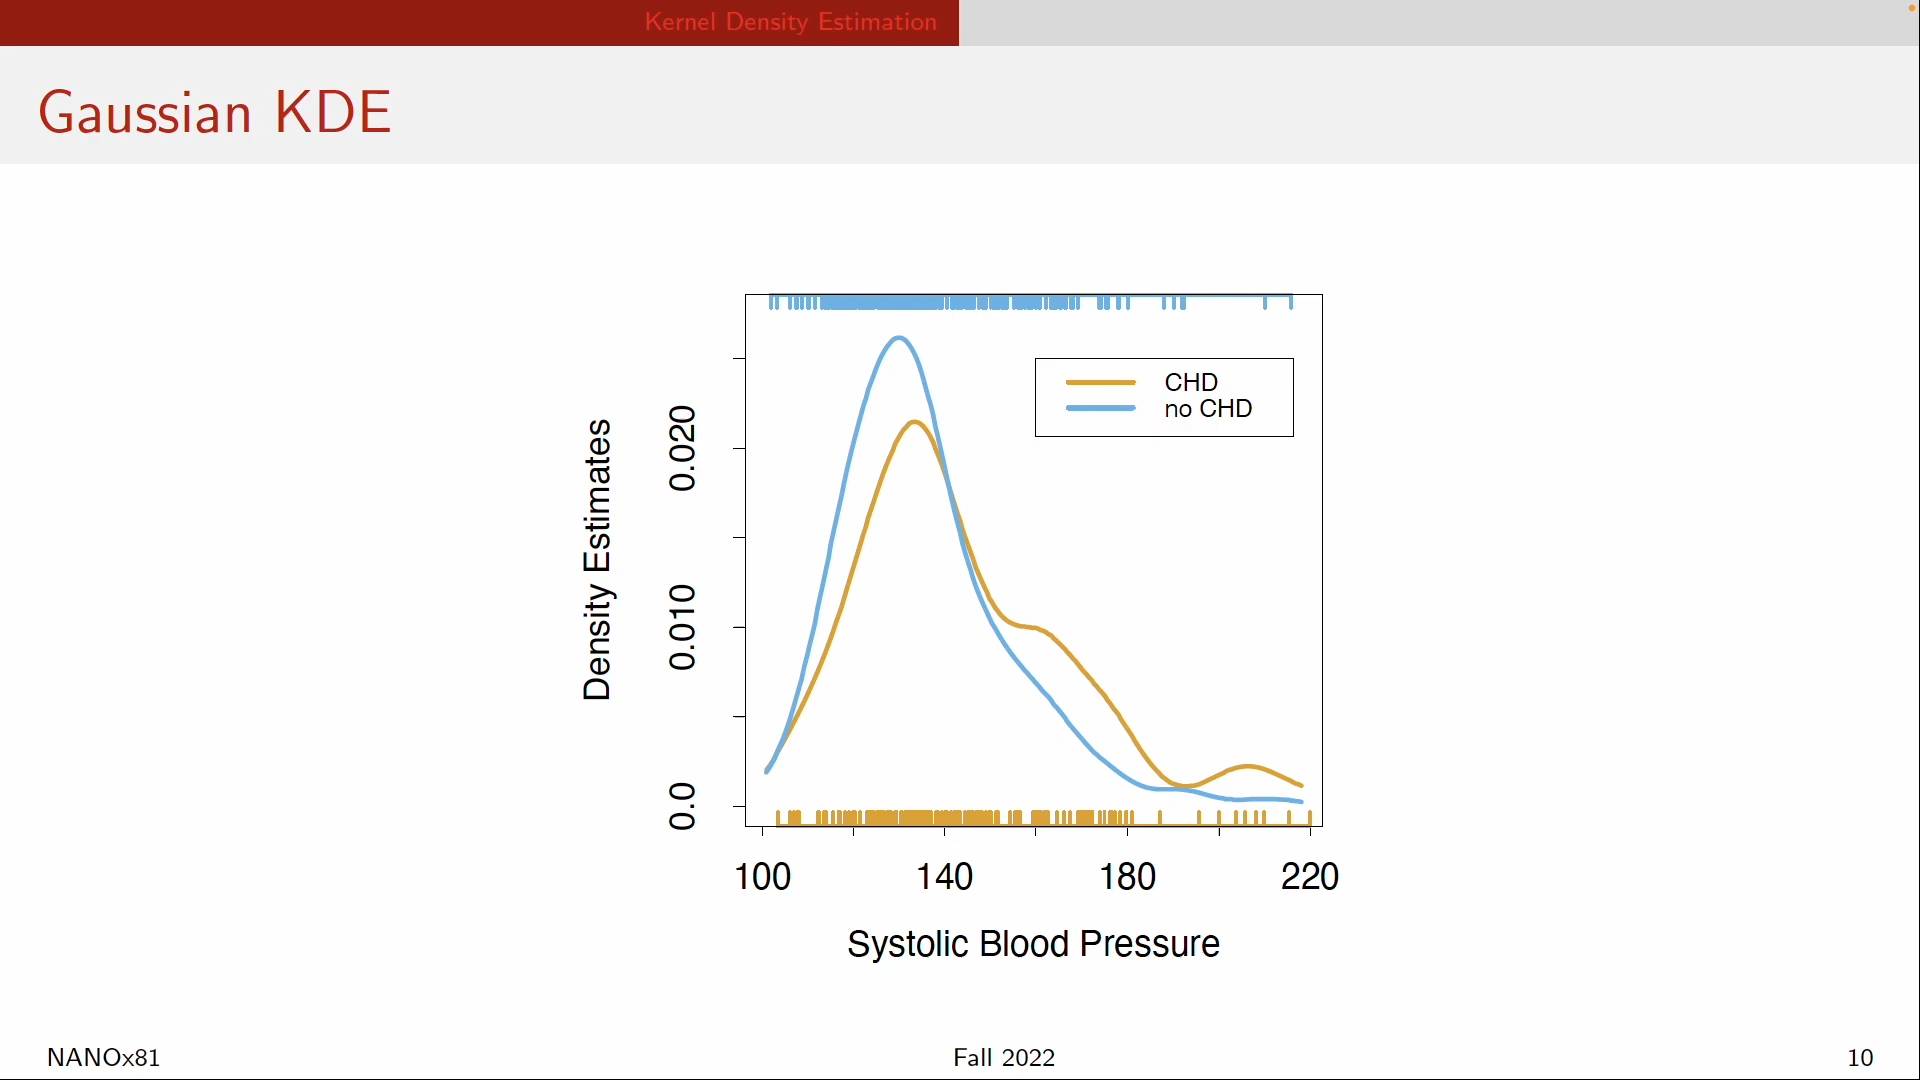 Kernel Density Estimation
Gaussian KDE
CHD
no CHD
Density Estimates
0.020
0.010
0.0
100 140 180 220
Systolic Blood Pressure
NANOx81 Fall 2022 10